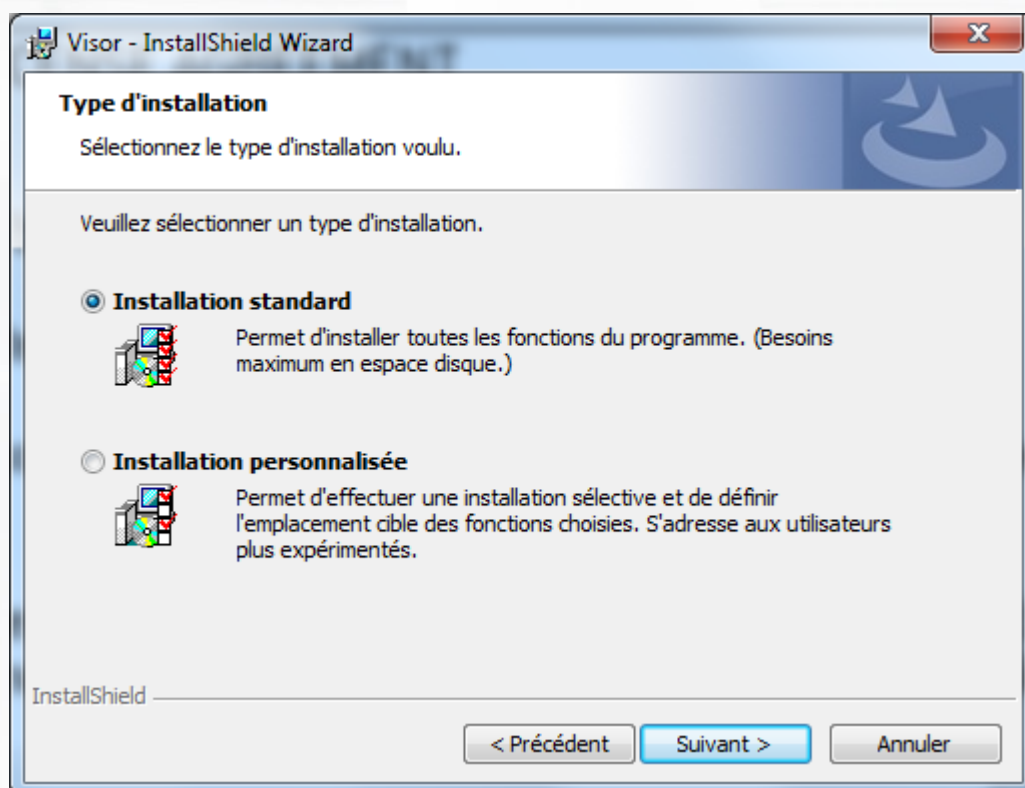 Visor - InstallShield Wizard
Type d'installation
Sélectionnez le type d'installation voulu.
Veuillez sélectionner un type d'installation.
Installation standard
Permet d'installer toutes les fonctions du programme. (Besoins
maximum en espace disque.)
Installation personnalisée
Permet d'effectuer une installation sélective et de définir
l'emplacement cible des fonctions choisies. S'adresse aux utilisateurs
plus expérimentés.
InstallShield
< Précédent
Suivant >
Annuler